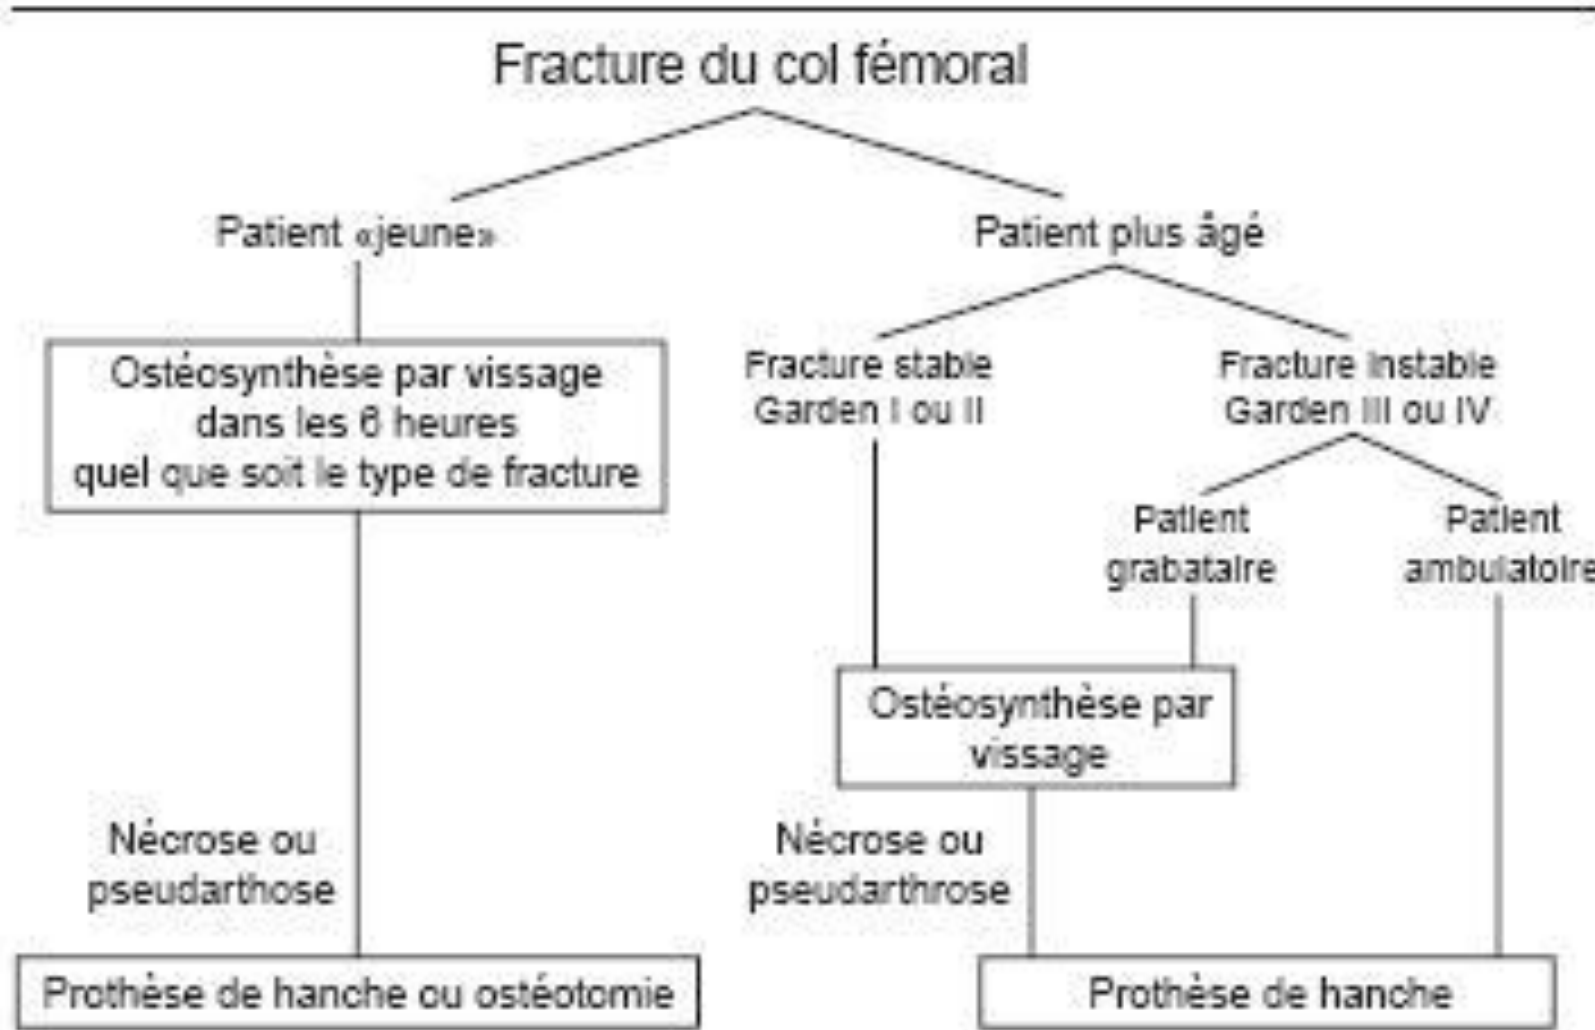 Fracture du col fémoral
Patient «jeune»
Patient plus âgé
Ostéosynthèse par vissage
dans les 6 heures
quel que soit le type de fracture
Fracture stable
Garden I ou II
Fracture instable
Garden III ou IV
Patient
grabataire
Patient
ambulatoire
Ostéosynthèse par
vissage
Nécrose ou
pseudarthose
Nécrose ou
pseudarthrose
Prothèse de hanche ou ostéotomie
Prothèse de hanche